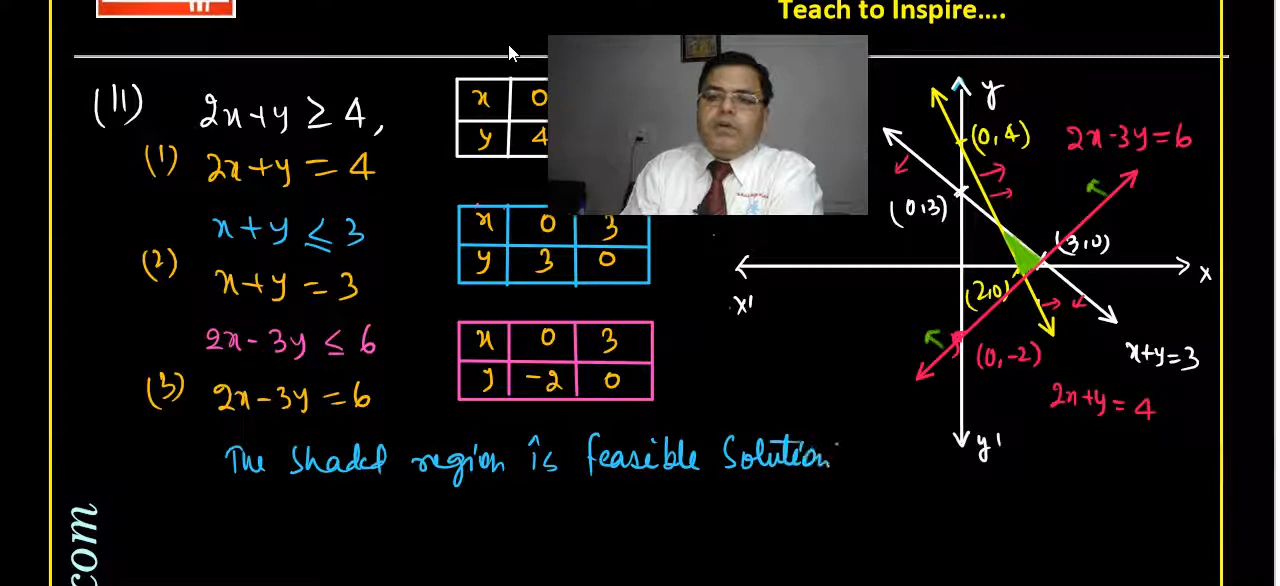 Teach to Inspire....
(II) 2x+y ≥ 4,
(1) 2x+y = 4
x 0
y 4
x+y ≤ 3
(2) x+y = 3
x 0 3
y 3 0
2x-3y ≤ 6
(3) 2x-3y = 6
x 0 3
y -2 0
The shaded region is feasible solution
y
(0,4)
2x-3y=6
(0,3)
(3,0)
x'
x
(2,0)
(0,-2)
x+y=3
2x+y=4
y'
com